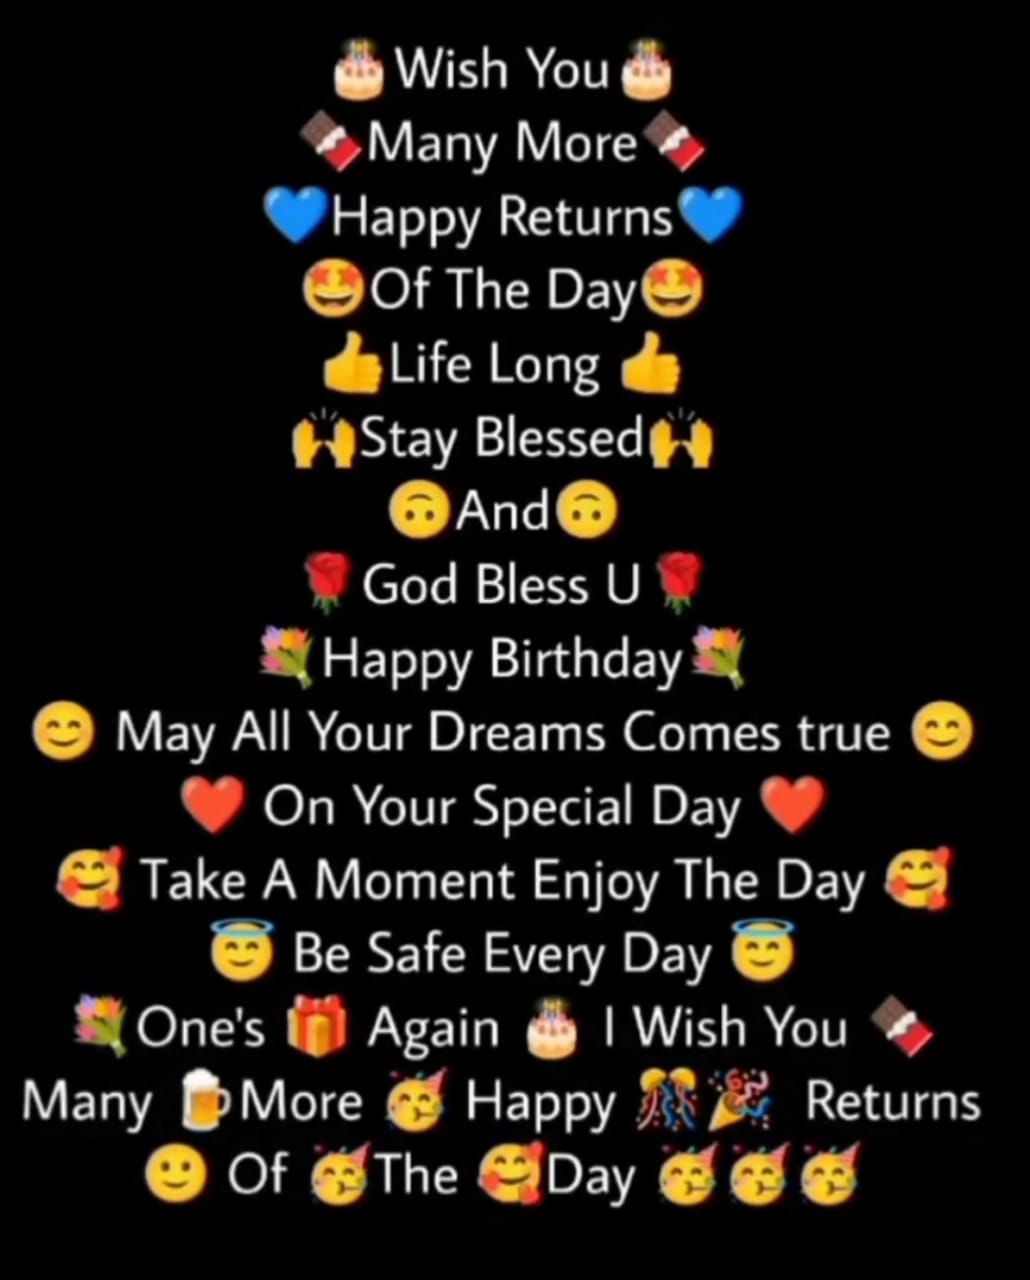 🎂Wish You🎂
🍫Many More🍫
💙Happy Returns💙
🤩Of The Day🤩
👍Life Long 👍
🙌Stay Blessed🙌
🙃And🙃
🌹God Bless U🌹
💐Happy Birthday💐
😊 May All Your Dreams Comes true 😊
❤️ On Your Special Day ❤️
🥰 Take A Moment Enjoy The Day 🥰
😇 Be Safe Every Day 😇
💐One's 🎁 Again 🎂 I Wish You 🍫
Many 🍺More 🥳 Happy 🎊🎉 Returns
🙂 Of 🥳The 🥰Day 🥳🥳🥳